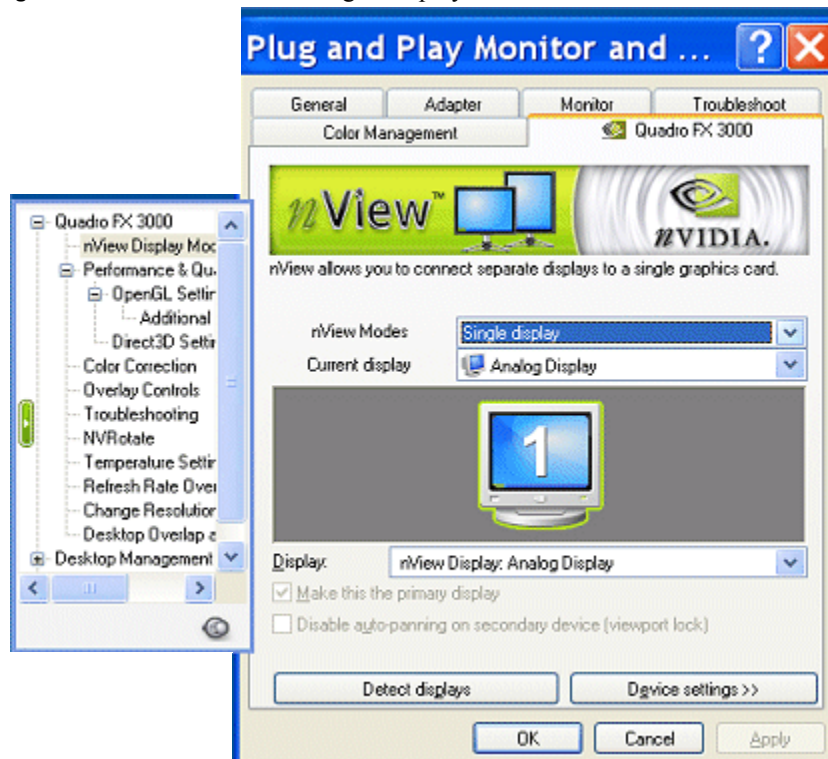 Plug and Play Monitor and ...
General Adapter Monitor Troubleshoot
Color Management Quadro FX 3000
nView™ NVIDIA.
nView allows you to connect separate displays to a single graphics card.
nView Modes Single display
Current display Analog Display
1
Display: nView Display: Analog Display
Make this the primary display
Disable auto-panning on secondary device (viewport lock)
Detect displays Device settings >>
OK Cancel Apply
Quadro FX 3000
nView Display Moc
Performance & Qu
OpenGL Settir
Additional
Direct3D Settir
Color Correction
Overlay Controls
Troubleshooting
NVRotate
Temperature Settir
Refresh Rate Over
Change Resolution
Desktop Overlap a
Desktop Management